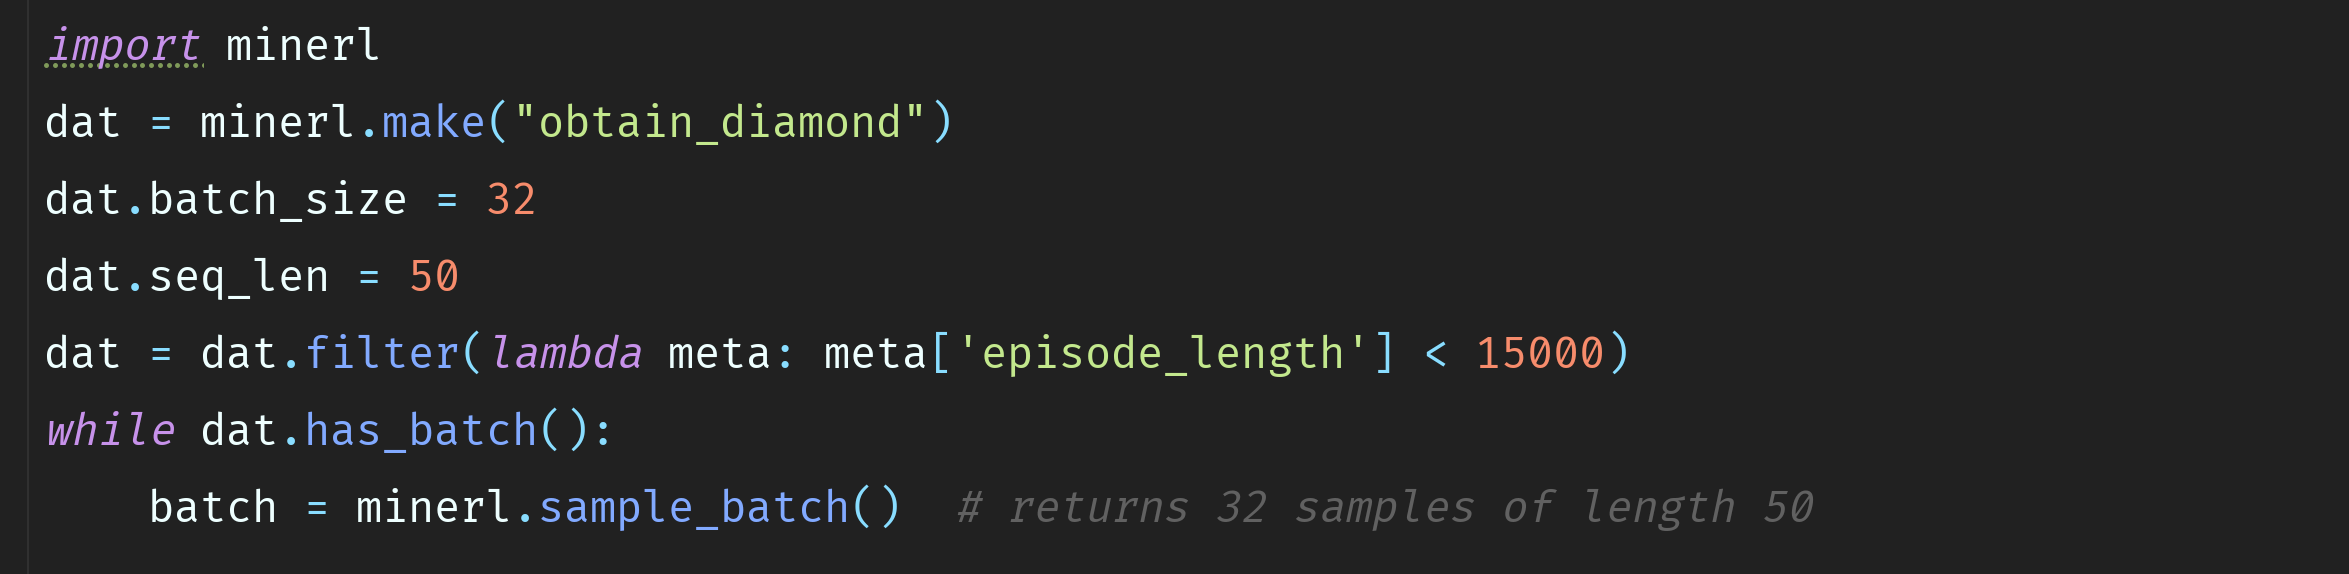 import minerl
dat = minerl.make("obtain_diamond")
dat.batch_size = 32
dat.seq_len = 50
dat = dat.filter(lambda meta: meta['episode_length'] < 15000)
while dat.has_batch():
    batch = minerl.sample_batch()  # returns 32 samples of length 50